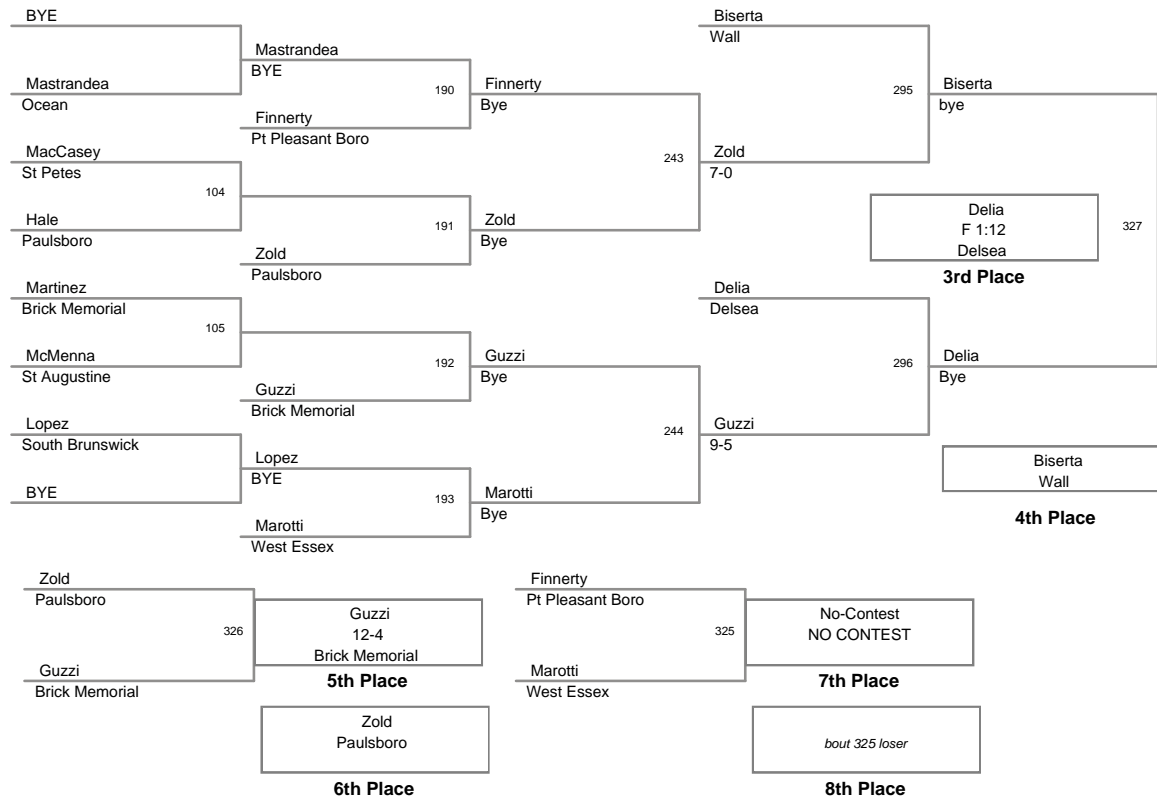 BYE
Mastrandea
Ocean
MacCasey
St Petes
104
Hale
Paulsboro
Martinez
Brick Memorial
105
McMenna
St Augustine
Lopez
South Brunswick
BYE
Mastrandea
BYE
190
Finnerty
Pt Pleasant Boro
191
Zold
Paulsboro
192
Guzzi
Brick Memorial
Lopez
BYE
193
Marotti
West Essex
Finnerty
Bye
243
Zold
Bye
Guzzi
Bye
244
Marotti
Bye
Biserta
Wall
295
Zold
7-0
Delia
Delsea
296
Guzzi
9-5
Biserta
bye
327
Delia
Bye
Delia
F 1:12
Delsea
3rd Place
Biserta
Wall
4th Place
Zold
Paulsboro
326
Guzzi
Brick Memorial
Guzzi
12-4
Brick Memorial
5th Place
Zold
Paulsboro
6th Place
Finnerty
Pt Pleasant Boro
325
Marotti
West Essex
No-Contest
NO CONTEST
7th Place
bout 325 loser
8th Place